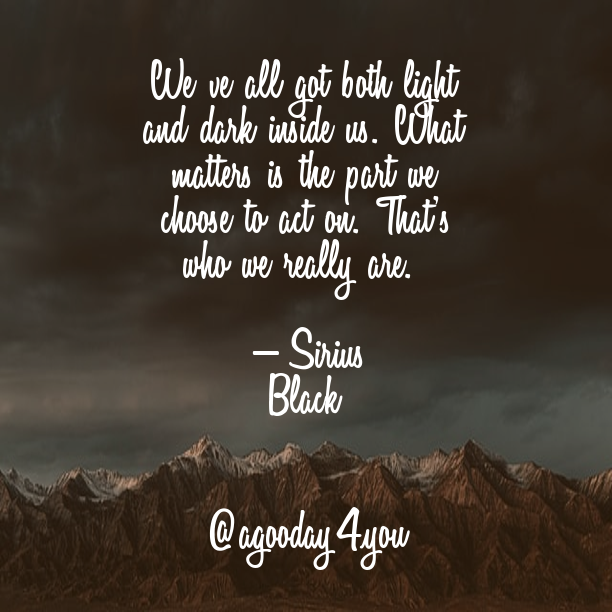 We ve all got both light
and dark inside us. What
matters is the part we
choose to act on. That's
who we really are.
— Sirius
Black
@agooday4you